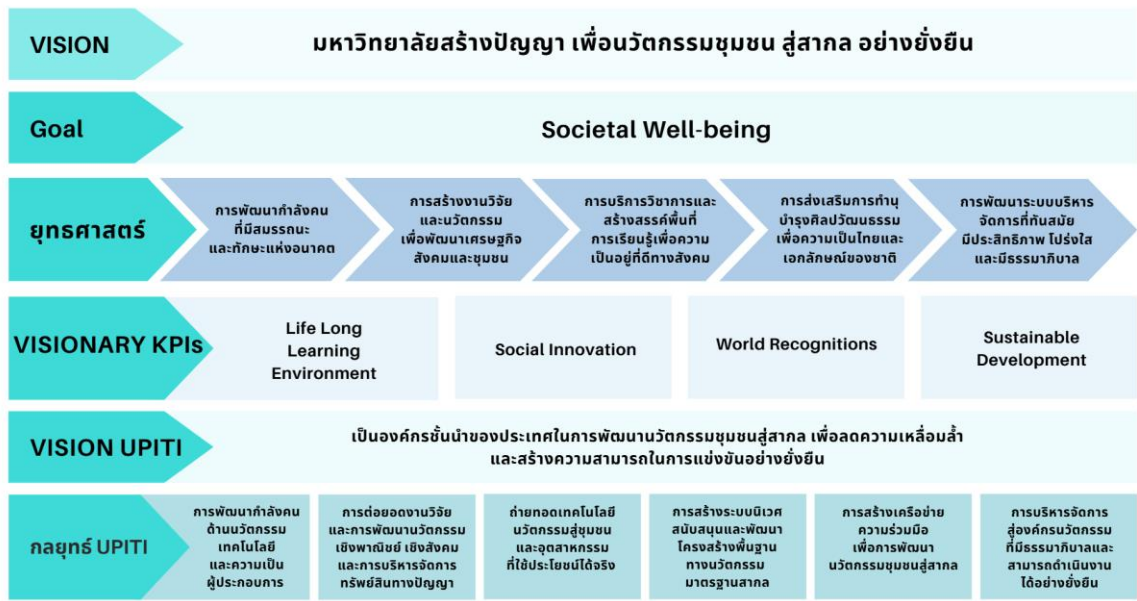 VISION
มหาวิทยาลัยสร้างปัญญา เพื่อนวัตกรรมชุมชน สู่สากล อย่างยั่งยืน
Goal
Societal Well-being
ยุทธศาสตร์
การพัฒนากำลังคน
ที่มีสมรรถนะ
และทักษะแห่งอนาคต
การสร้างงานวิจัย
และนวัตกรรม
เพื่อพัฒนาเศรษฐกิจ
สังคมและชุมชน
การบริการวิชาการและ
สร้างสรรค์พื้นที่
การเรียนรู้เพื่อความ
เป็นอยู่ที่ดีทางสังคม
การส่งเสริมการทำนุ
บำรุงศิลปวัฒนธรรม
เพื่อความเป็นไทยและ
เอกลักษณ์ของชาติ
การพัฒนาระบบบริหาร
จัดการที่ทันสมัย
มีประสิทธิภาพ โปร่งใส
และมีธรรมาภิบาล
VISIONARY KPIs
Life Long
Learning
Environment
Social Innovation
World Recognitions
Sustainable
Development
VISION UPITI
เป็นองค์กรชั้นนำของประเทศในการพัฒนานวัตกรรมชุมชนสู่สากล เพื่อลดความเหลื่อมล้ำ
และสร้างความสามารถในการแข่งขันอย่างยั่งยืน
กลยุทธ์ UPITI
การพัฒนากำลังคน
ด้านนวัตกรรม
เทคโนโลยี
และความเป็น
ผู้ประกอบการ
การต่อยอดงานวิจัย
และการพัฒนานวัตกรรม
เชิงพาณิชย์ เชิงสังคม
และการบริหารจัดการ
ทรัพย์สินทางปัญญา
ถ่ายทอดเทคโนโลยี
นวัตกรรมสู่ชุมชน
และอุตสาหกรรม
ที่ใช้ประโยชน์ได้จริง
การสร้างระบบนิเวศ
สนับสนุนและพัฒนา
โครงสร้างพื้นฐาน
ทางนวัตกรรม
มาตรฐานสากล
การสร้างเครือข่าย
ความร่วมมือ
เพื่อการพัฒนา
นวัตกรรมชุมชนสู่สากล
การบริหารจัดการ
สู่องค์กรนวัตกรรม
ที่มีธรรมาภิบาลและ
สามารถดำเนินงาน
ได้อย่างยั่งยืน